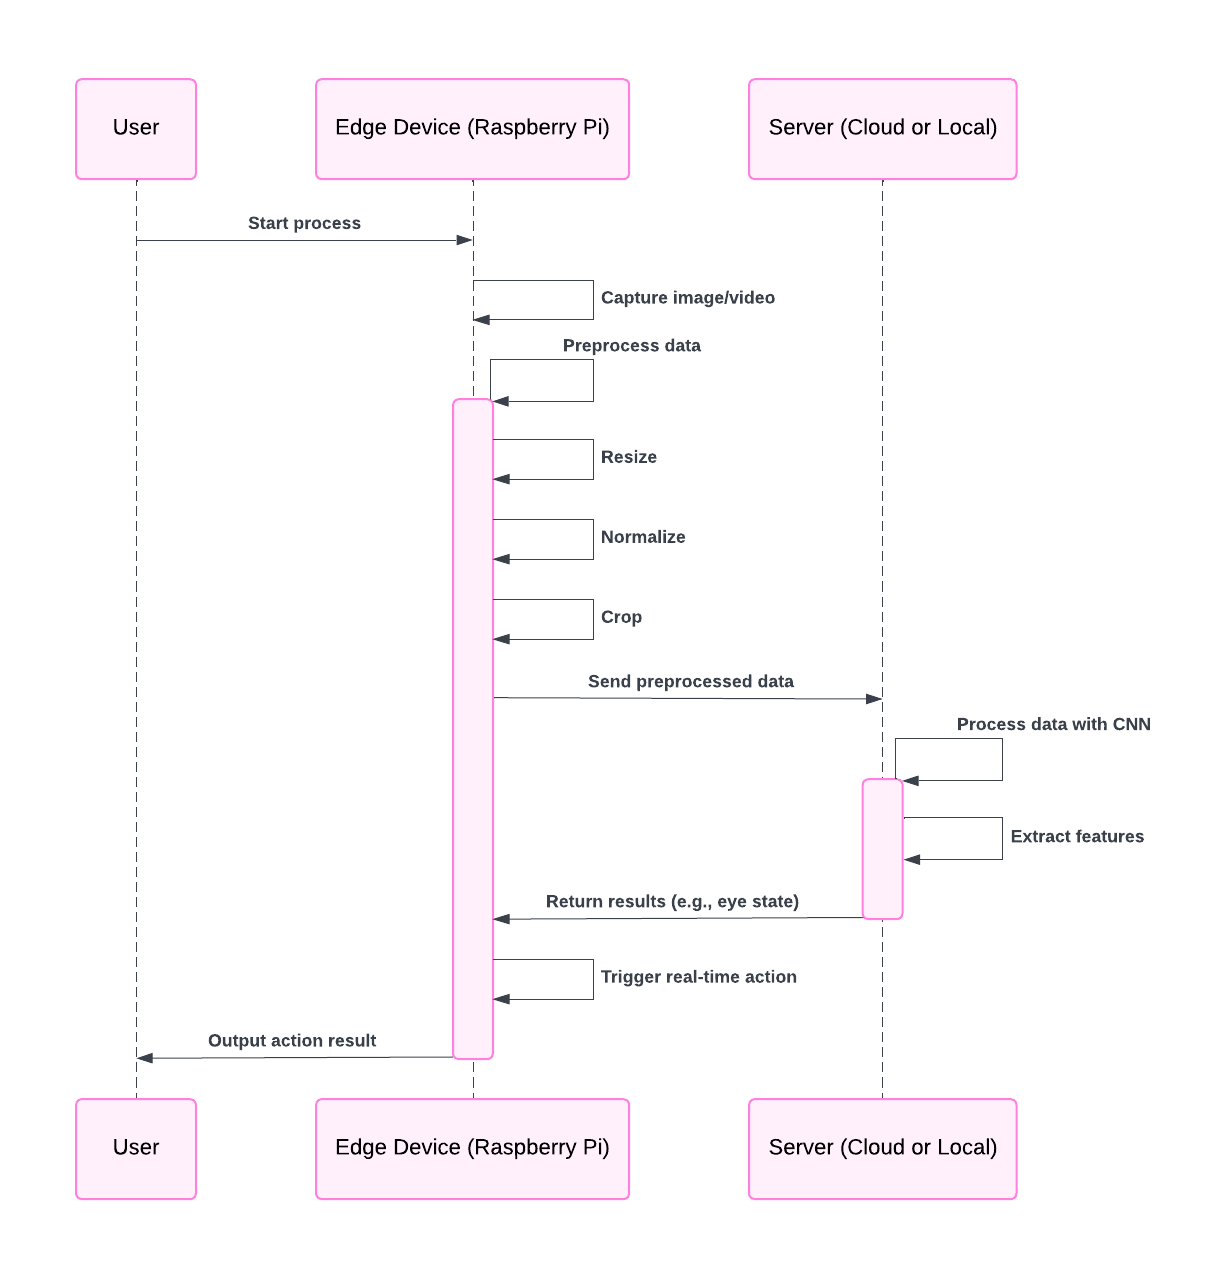 User
Edge Device (Raspberry Pi)
Server (Cloud or Local)
Start process
Capture image/video
Preprocess data
Resize
Normalize
Crop
Send preprocessed data
Process data with CNN
Extract features
Return results (e.g., eye state)
Trigger real-time action
Output action result
User
Edge Device (Raspberry Pi)
Server (Cloud or Local)